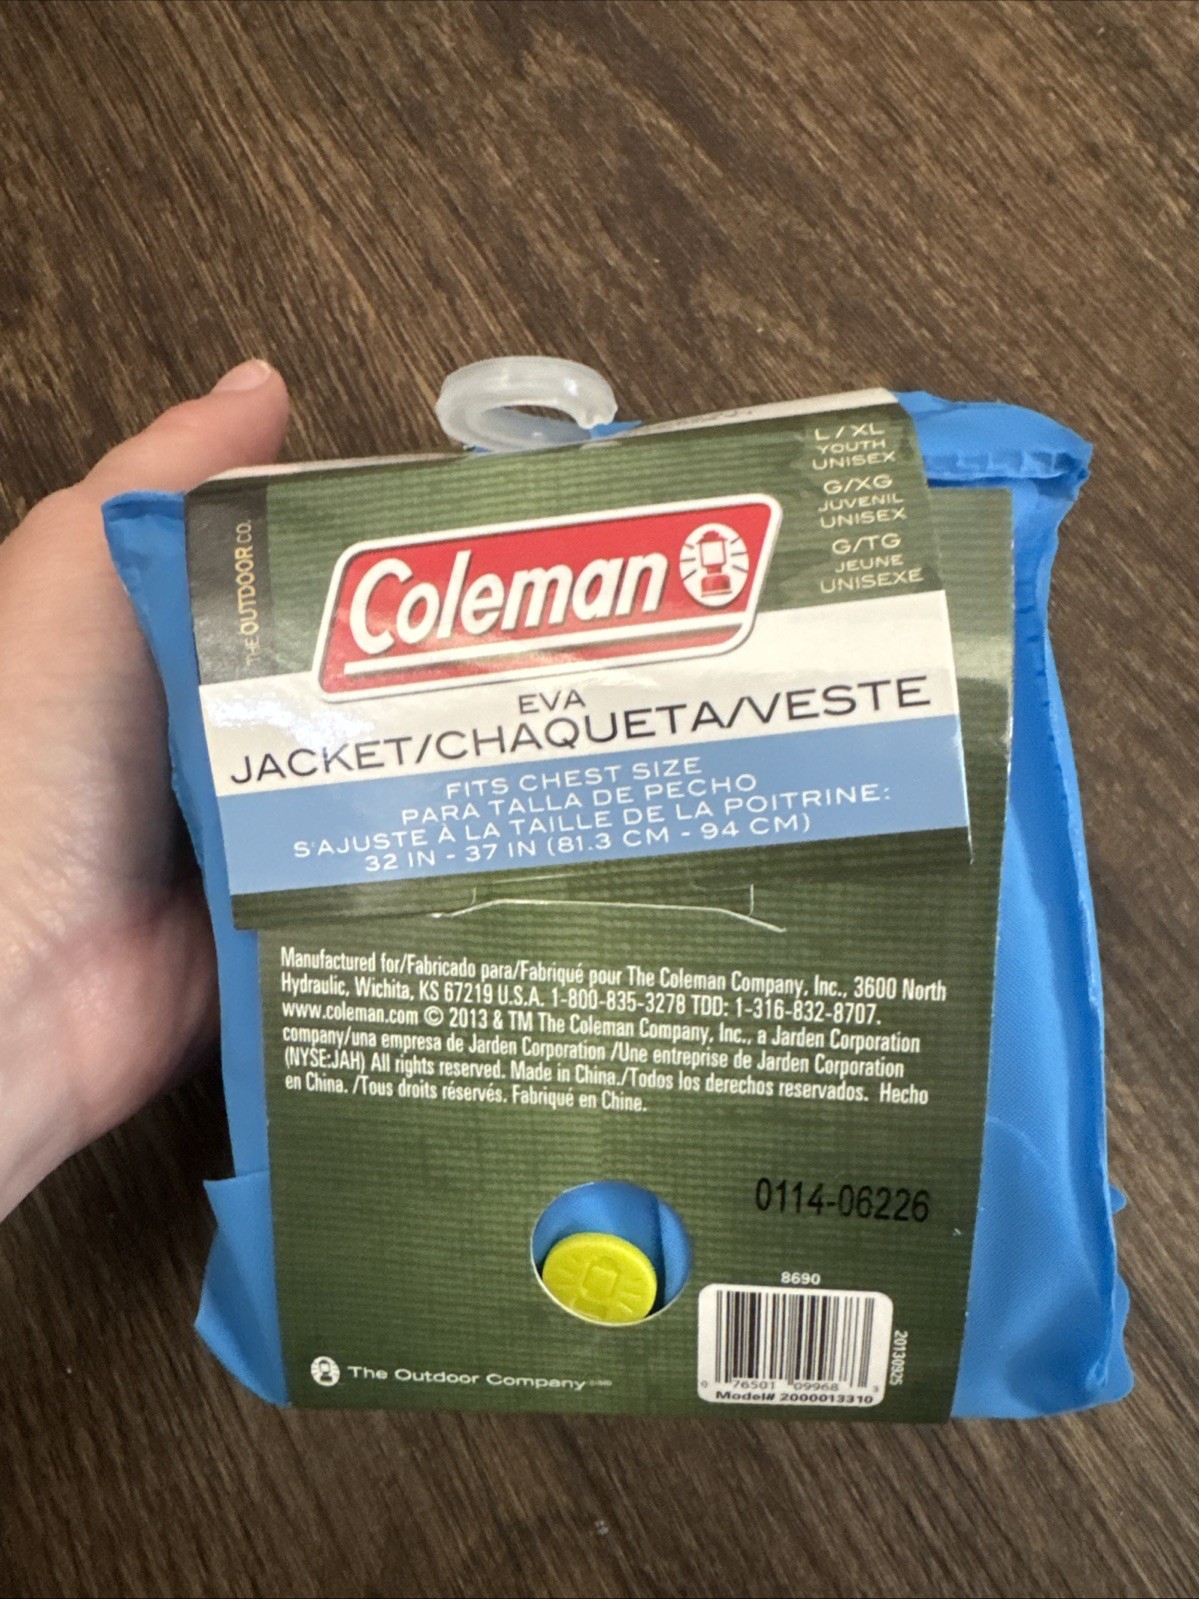 L / XL
YOUTH
UNISEX
G/XG
JUVENIL
UNISEX
G/TG
JEUNE
UNISEXE
THE OUTDOOR CO.
Coleman
EVA
JACKET/CHAQUETA/VESTE
FITS CHEST SIZE
PARA TALLA DE PECHO
S'AJUSTE À LA TAILLE DE LA POITRINE:
32 IN - 37 IN (81.3 CM - 94 CM)
Manufactured for/Fabricado para/Fabriqué pour The Coleman Company, Inc., 3600 North
Hydraulic, Wichita, KS 67219 U.S.A. 1-800-835-3278 TDD: 1-316-832-8707.
www.coleman.com © 2013 & TM The Coleman Company, Inc., a Jarden Corporation
company/una empresa de Jarden Corporation /Une entreprise de Jarden Corporation
(NYSE:JAH) All rights reserved. Made in China./Todos los derechos reservados. Hecho
en China. /Tous droits réservés. Fabriqué en Chine.
0114-06226
8690
20130925
0 76501 09968 3
Model# 2000013310
The Outdoor Company